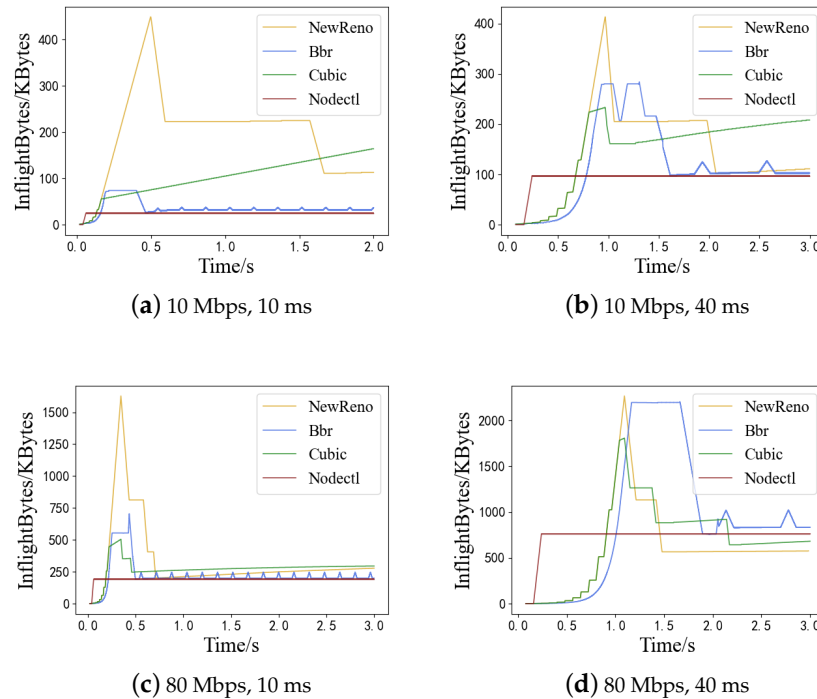 InflightBytes/KBytes
400
300
200
100
0
NewReno
Bbr
Cubic
Nodectl
0.0 0.5 1.0 1.5 2.0
Time/s
(a) 10 Mbps, 10 ms
InflightBytes/KBytes
400
300
200
100
0
NewReno
Bbr
Cubic
Nodectl
0.0 0.5 1.0 1.5 2.0 2.5 3.0
Time/s
(b) 10 Mbps, 40 ms
InflightBytes/KBytes
1500
1250
1000
750
500
250
0
NewReno
Bbr
Cubic
Nodectl
0.0 0.5 1.0 1.5 2.0 2.5 3.0
Time/s
(c) 80 Mbps, 10 ms
InflightBytes/KBytes
2000
1500
1000
500
0
NewReno
Bbr
Cubic
Nodectl
0.0 0.5 1.0 1.5 2.0 2.5 3.0
Time/s
(d) 80 Mbps, 40 ms